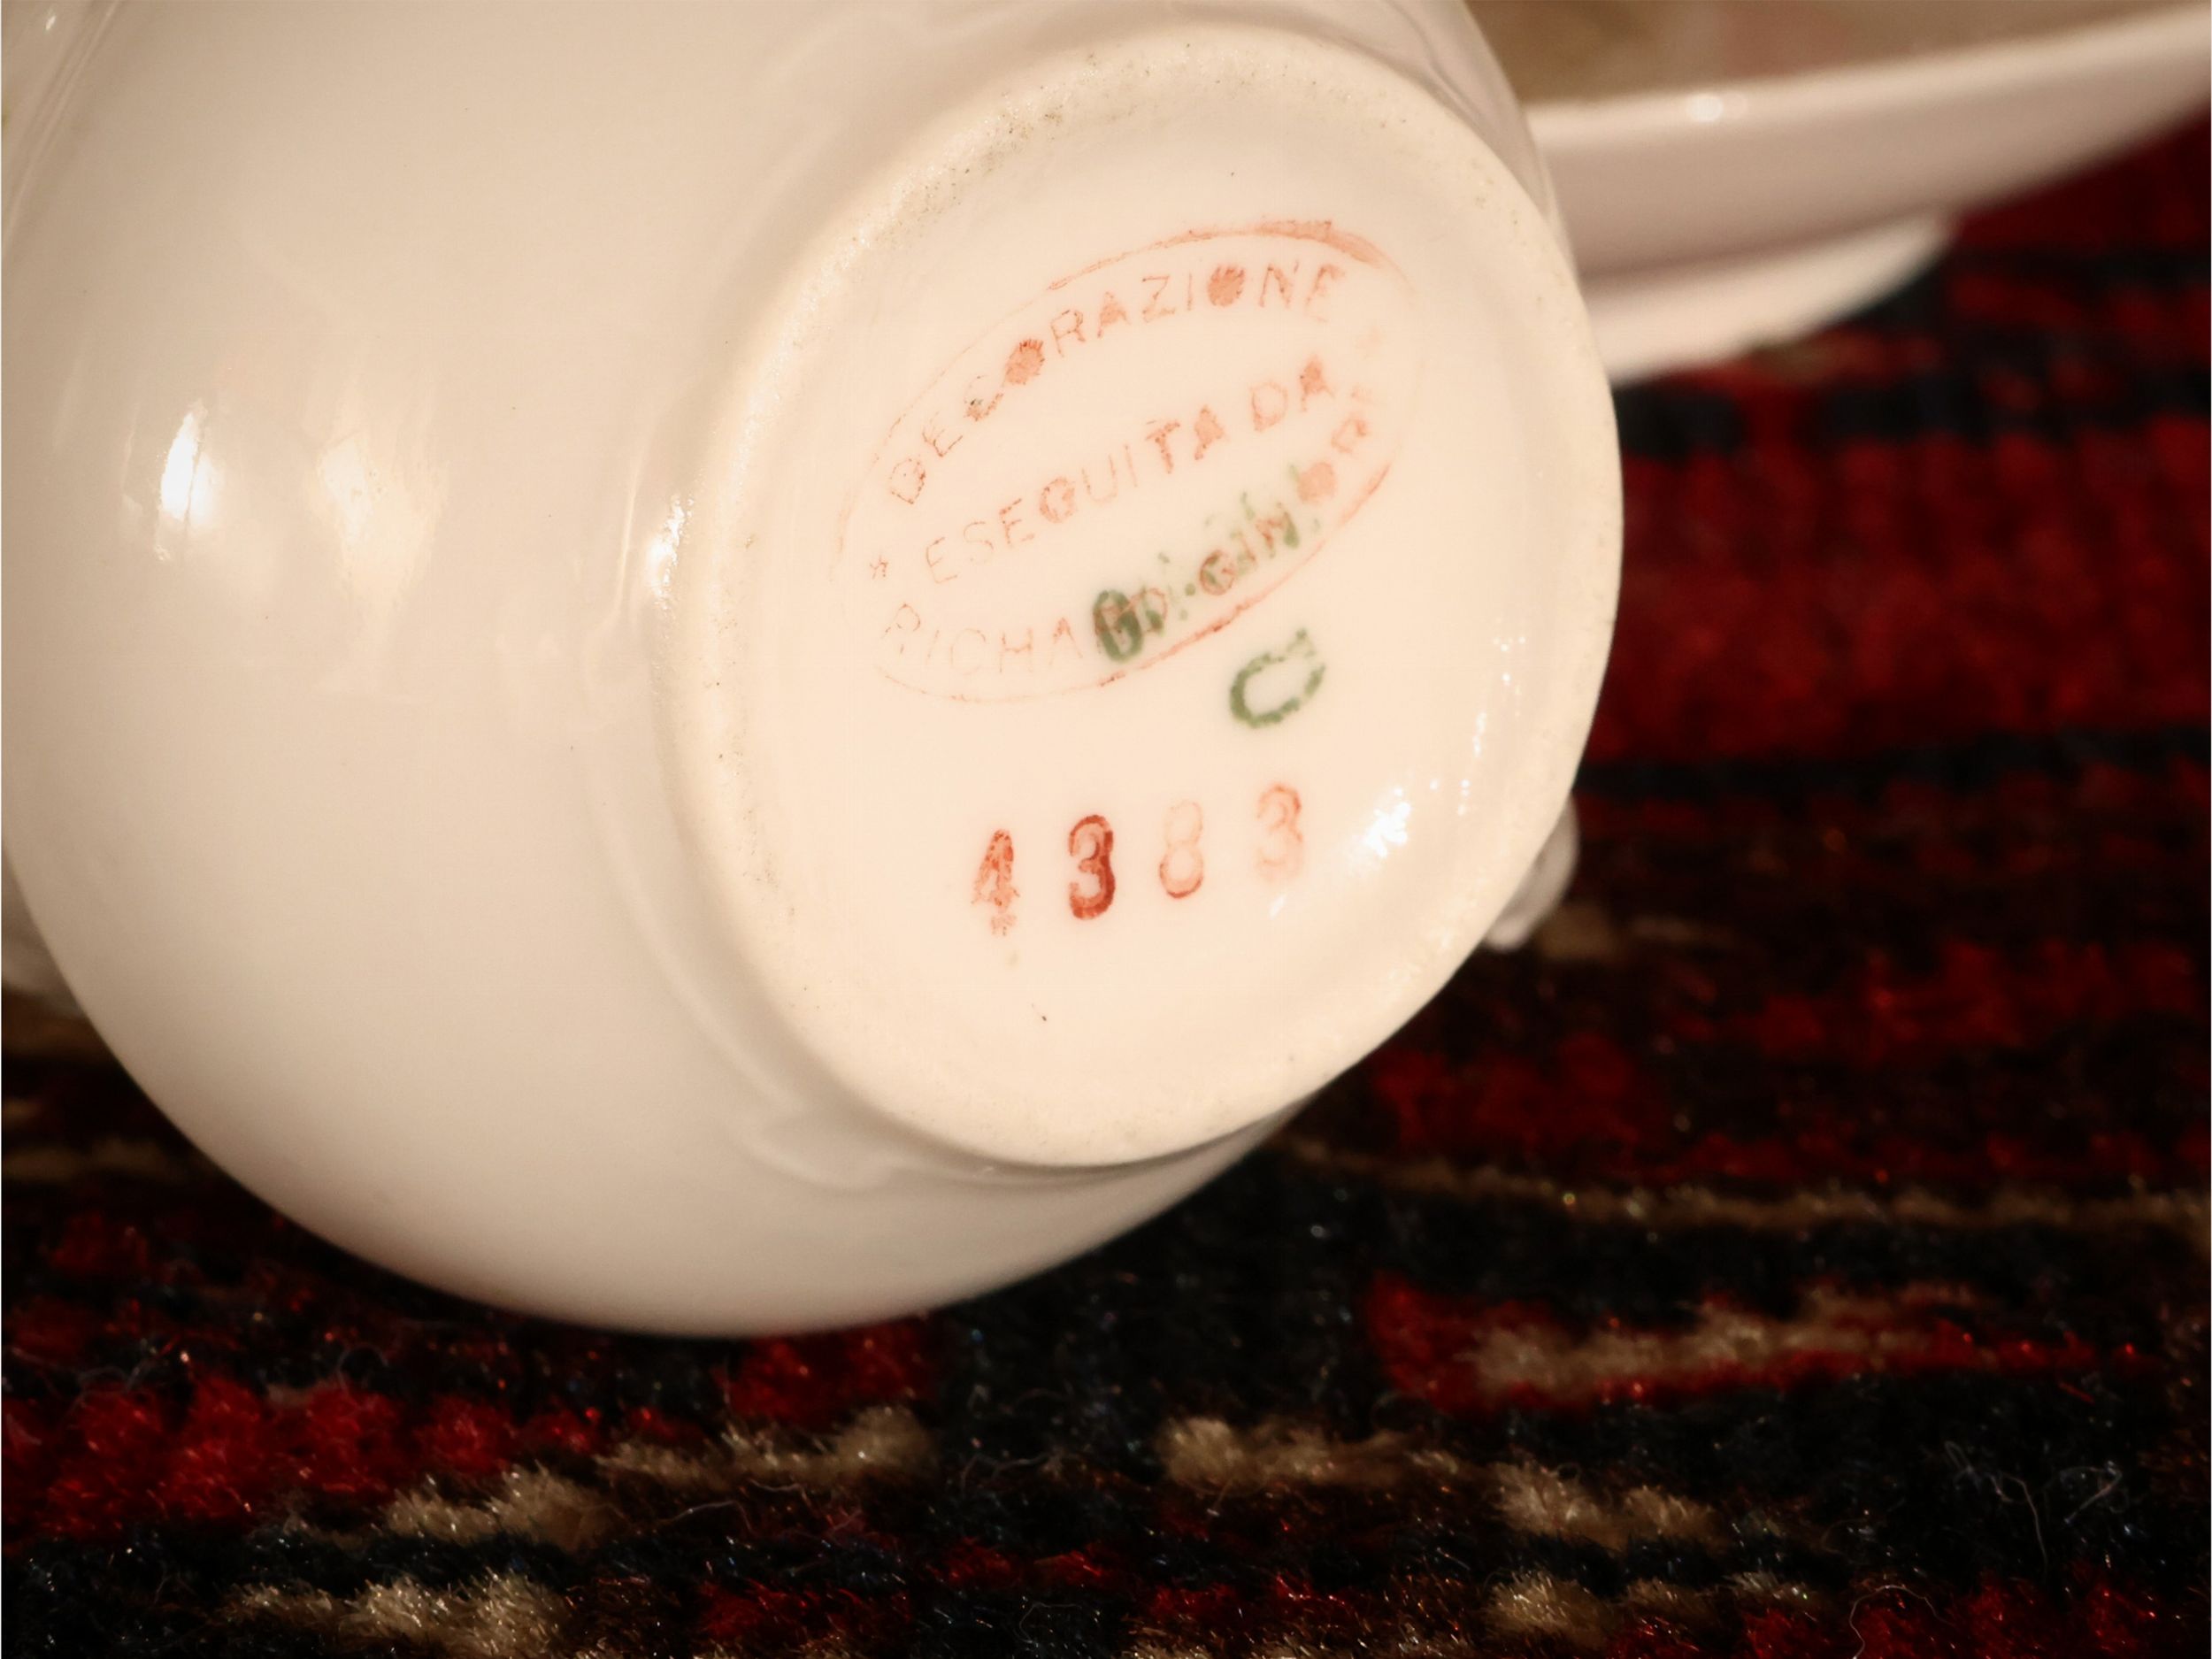 DECORAZIONE
* ESEGUITA DA *
RICHARD·GINORI
C
4383